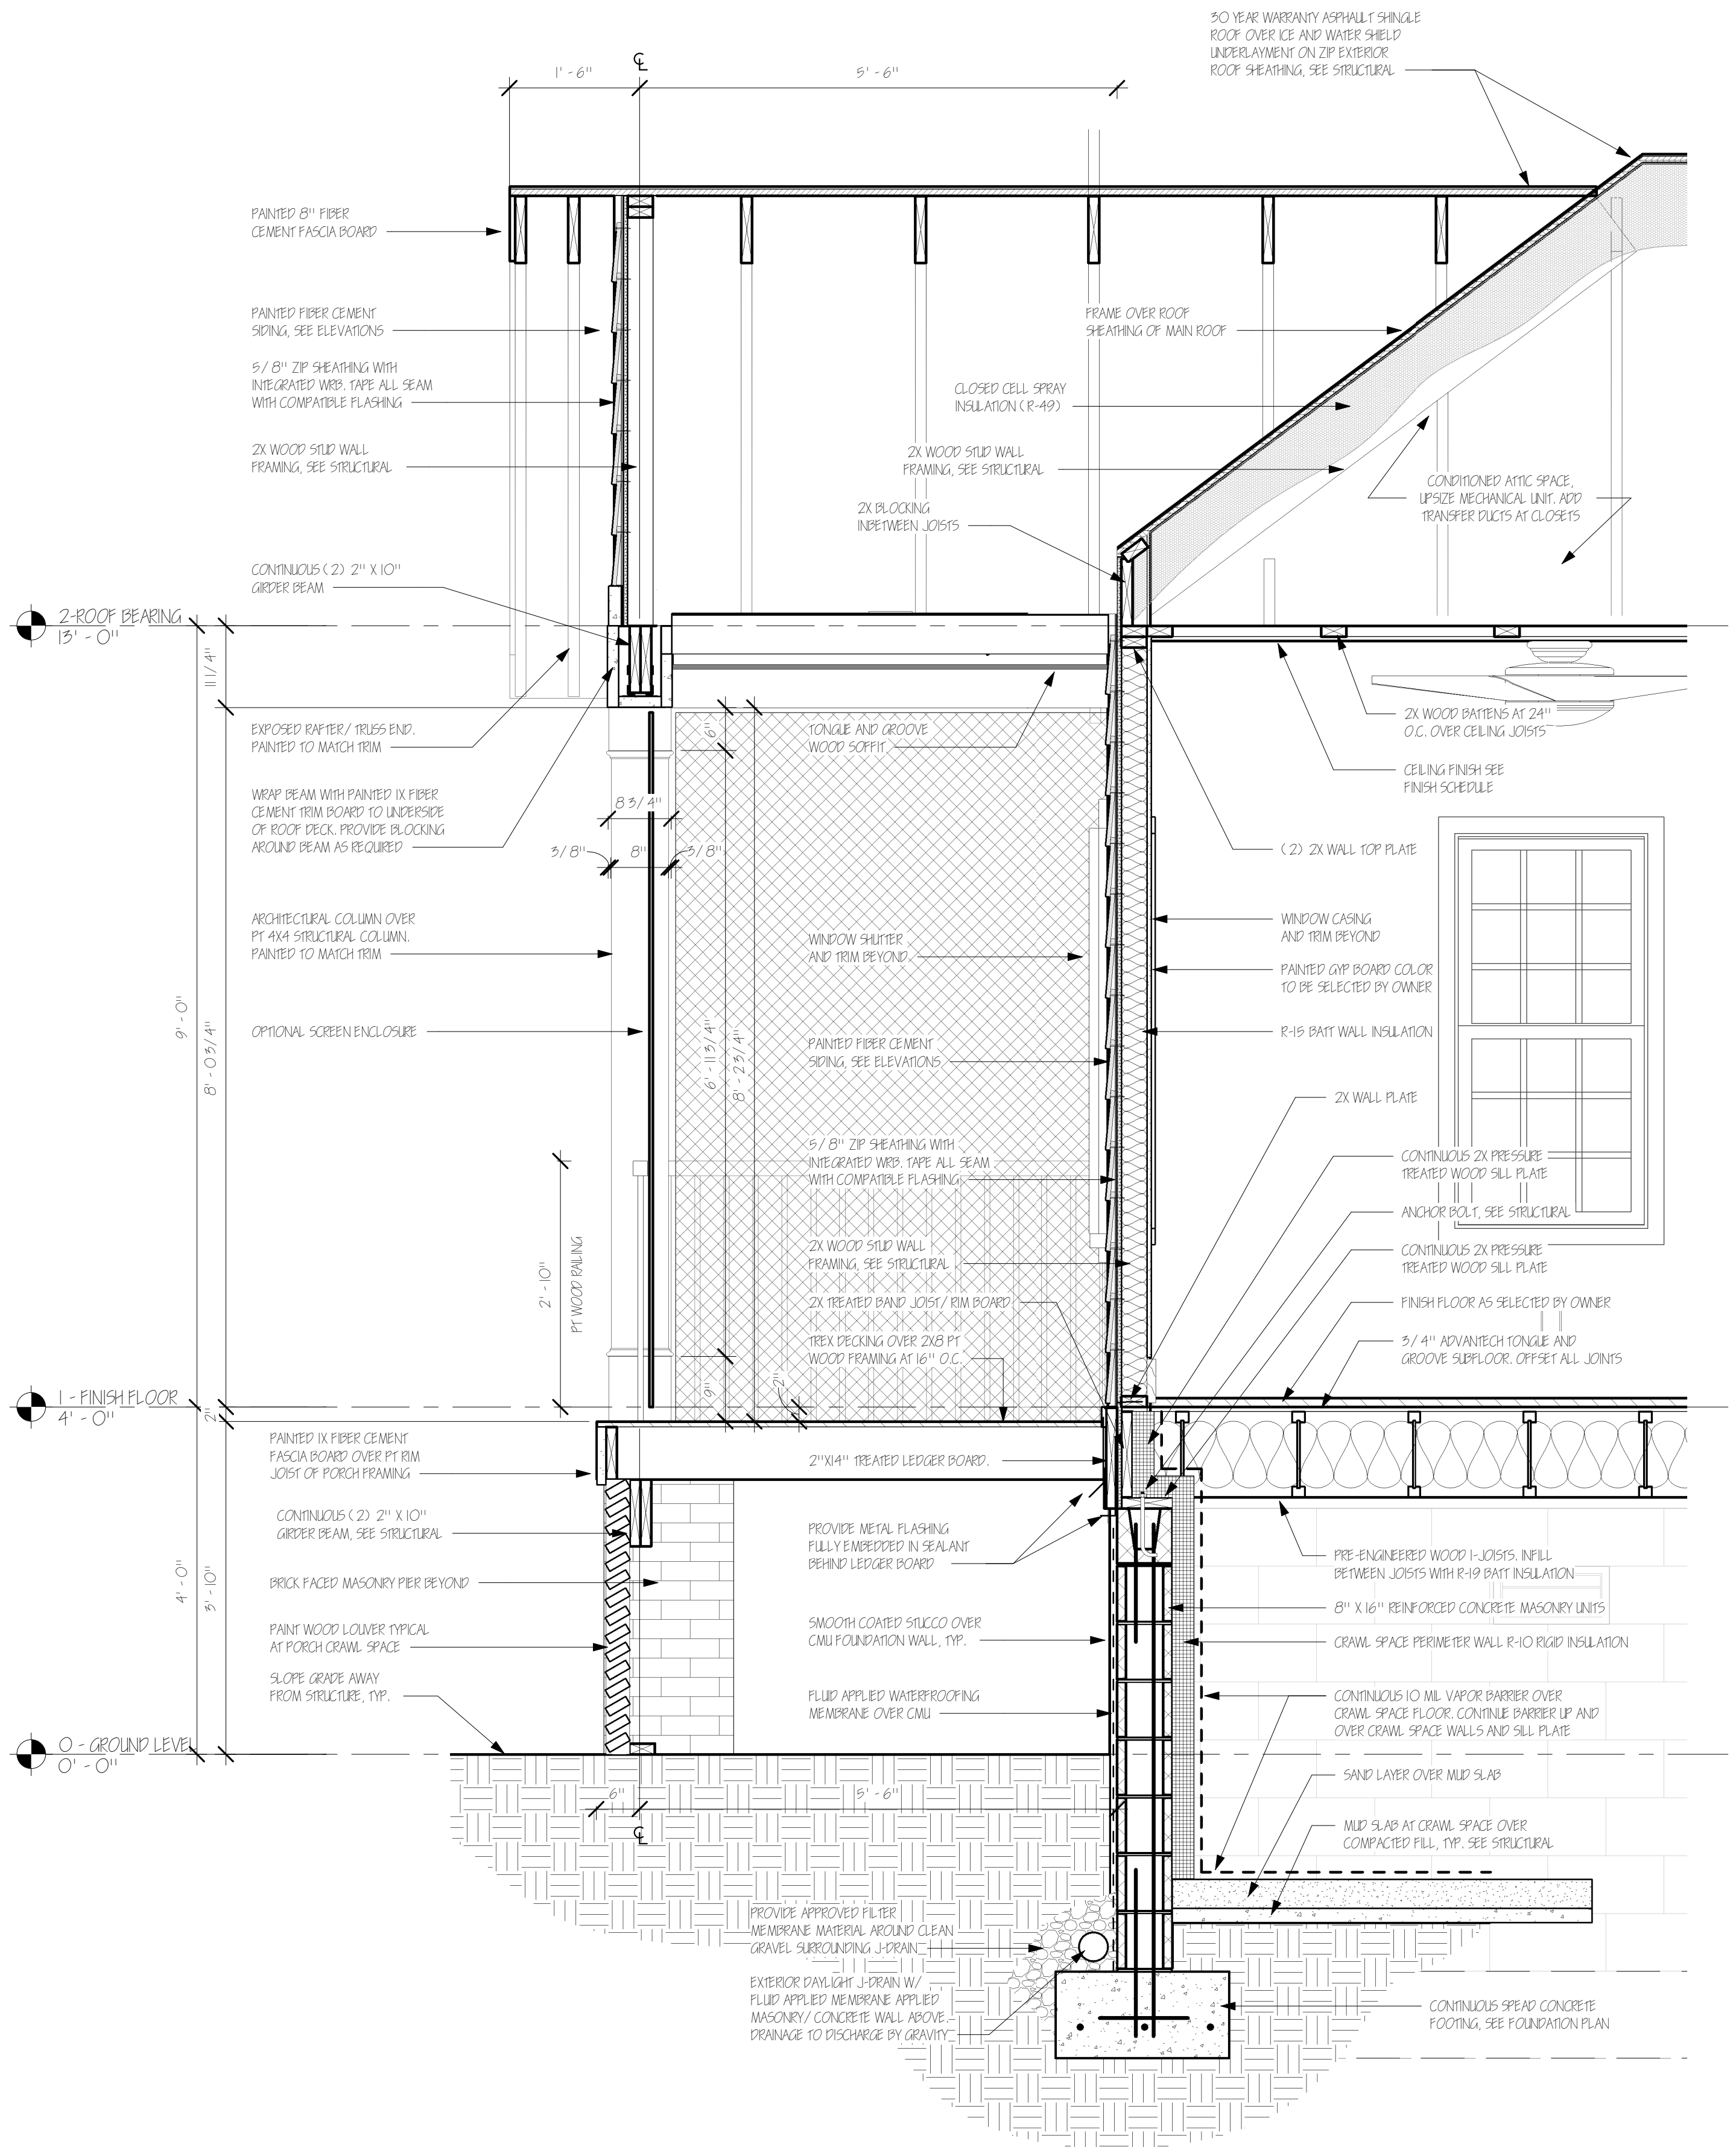 30 YEAR WARRANTY ASPHAULT SHINGLE
ROOF OVER ICE AND WATER SHIELD
UNDERLAYMENT ON ZIP EXTERIOR
ROOF SHEATHING, SEE STRUCTURAL
1' - 6"
5' - 6"
PAINTED 8" FIBER
CEMENT FASCIA BOARD
PAINTED FIBER CEMENT
SIDING, SEE ELEVATIONS
5/ 8" ZIP SHEATHING WITH
INTEGRATED WRB. TAPE ALL SEAM
WITH COMPATIBLE FLASHING
2X WOOD STUD WALL
FRAMING, SEE STRUCTURAL
CONTINUOUS ( 2) 2" X 10"
GIRDER BEAM
FRAME OVER ROOF
SHEATHING OF MAIN ROOF
CLOSED CELL SPRAY
INSULATION ( R-49)
2X WOOD STUD WALL
FRAMING, SEE STRUCTURAL
2X BLOCKING
INBETWEEN JOISTS
CONDITIONED ATTIC SPACE,
UPSIZE MECHANICAL UNIT. ADD
TRANSFER DUCTS AT CLOSETS
2-ROOF BEARING
13' - 0"
11 1/ 4"
EXPOSED RAFTER/ TRUSS END.
PAINTED TO MATCH TRIM
WRAP BEAM WITH PAINTED 1X FIBER
CEMENT TRIM BOARD TO UNDERSIDE
OF ROOF DECK. PROVIDE BLOCKING
AROUND BEAM AS REQUIRED
ARCHITECTURAL COLUMN OVER
PT 4X4 STRUCTURAL COLUMN.
PAINTED TO MATCH TRIM
OPTIONAL SCREEN ENCLOSURE
9' - 0"
8' - 0 3/ 4"
8 3/ 4"
3/ 8"
8"
3/ 8"
6"
6' - 11 3/ 4"
8' - 2 3/ 4"
9"
2"
2' - 10"
PT WOOD RAILING
TONGUE AND GROOVE
WOOD SOFFIT.
WINDOW SHUTTER
AND TRIM BEYOND.
PAINTED FIBER CEMENT
SIDING, SEE ELEVATIONS
5/ 8" ZIP SHEATHING WITH
INTEGRATED WRB. TAPE ALL SEAM
WITH COMPATIBLE FLASHING
2X WOOD STUD WALL
FRAMING, SEE STRUCTURAL
2X TREATED BAND JOIST/ RIM BOARD
TREX DECKING OVER 2X8 PT
WOOD FRAMING AT 16" O.C.
2X WOOD BATTENS AT 24"
O.C. OVER CEILING JOISTS
CEILING FINISH SEE
FINISH SCHEDULE
( 2) 2X WALL TOP PLATE
WINDOW CASING
AND TRIM BEYOND
PAINTED GYP BOARD COLOR
TO BE SELECTED BY OWNER
R-15 BATT WALL INSULATION
2X WALL PLATE
CONTINUOUS 2X PRESSURE
TREATED WOOD SILL PLATE
ANCHOR BOLT, SEE STRUCTURAL
CONTINUOUS 2X PRESSURE
TREATED WOOD SILL PLATE
FINISH FLOOR AS SELECTED BY OWNER
3/ 4" ADVANTECH TONGUE AND
GROOVE SUBFLOOR. OFFSET ALL JOINTS
1 - FINISH FLOOR
4' - 0"
2"
PAINTED 1X FIBER CEMENT
FASCIA BOARD OVER PT RIM
JOIST OF PORCH FRAMING
CONTINUOUS ( 2) 2" X 10"
GIRDER BEAM, SEE STRUCTURAL
BRICK FACED MASONRY PIER BEYOND
PAINT WOOD LOUVER TYPICAL
AT PORCH CRAWL SPACE
SLOPE GRADE AWAY
FROM STRUCTURE, TYP.
4' - 0"
3' - 10"
2"X14" TREATED LEDGER BOARD.
PROVIDE METAL FLASHING
FULLY EMBEDDED IN SEALANT
BEHIND LEDGER BOARD
SMOOTH COATED STUCCO OVER
CMU FOUNDATION WALL, TYP.
FLUID APPLIED WATERFROOFING
MEMBRANE OVER CMU
PRE-ENGINEERED WOOD I-JOISTS. INFILL
BETWEEN JOISTS WITH R-19 BATT INSULATION
8" X 16" REINFORCED CONCRETE MASONRY UNITS
CRAWL SPACE PERIMETER WALL R-10 RIGID INSULATION
CONTINUOUS 10 MIL VAPOR BARRIER OVER
CRAWL SPACE FLOOR. CONTINUE BARRIER UP AND
OVER CRAWL SPACE WALLS AND SILL PLATE
0 - GROUND LEVEL
0' - 0"
6"
5' - 6"
SAND LAYER OVER MUD SLAB
MUD SLAB AT CRAWL SPACE OVER
COMPACTED FILL, TYP. SEE STRUCTURAL
PROVIDE APPROVED FILTER
MEMBRANE MATERIAL AROUND CLEAN
GRAVEL SURROUNDING J-DRAIN
EXTERIOR DAYLIGHT J-DRAIN W/
FLUID APPLIED MEMBRANE APPLIED
MASONRY/ CONCRETE WALL ABOVE.
DRAINAGE TO DISCHARGE BY GRAVITY
CONTINUOUS SPEAD CONCRETE
FOOTING, SEE FOUNDATION PLAN